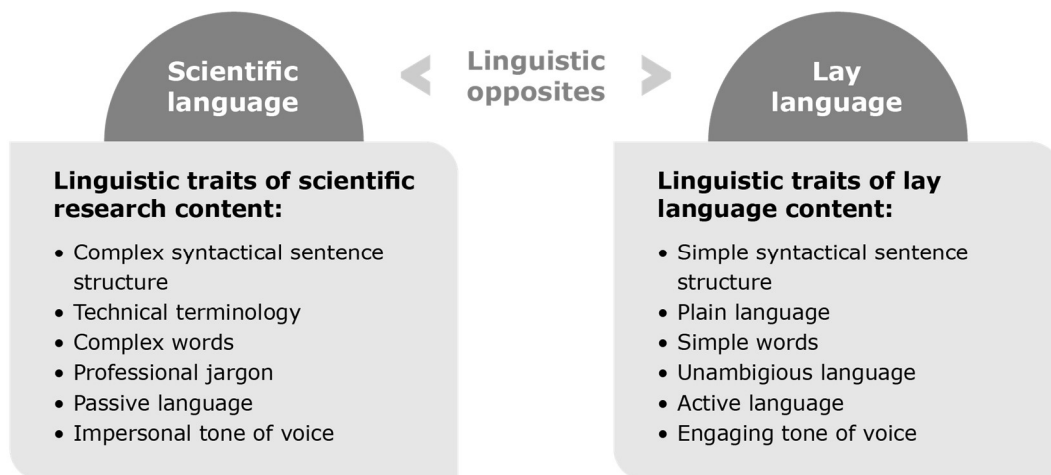 Scientific
language
< Linguistic >
opposites
Lay
language
Linguistic traits of scientific
research content:
• Complex syntactical sentence
structure
• Technical terminology
• Complex words
• Professional jargon
• Passive language
• Impersonal tone of voice
Linguistic traits of lay
language content:
• Simple syntactical sentence
structure
• Plain language
• Simple words
• Unambigious language
• Active language
• Engaging tone of voice